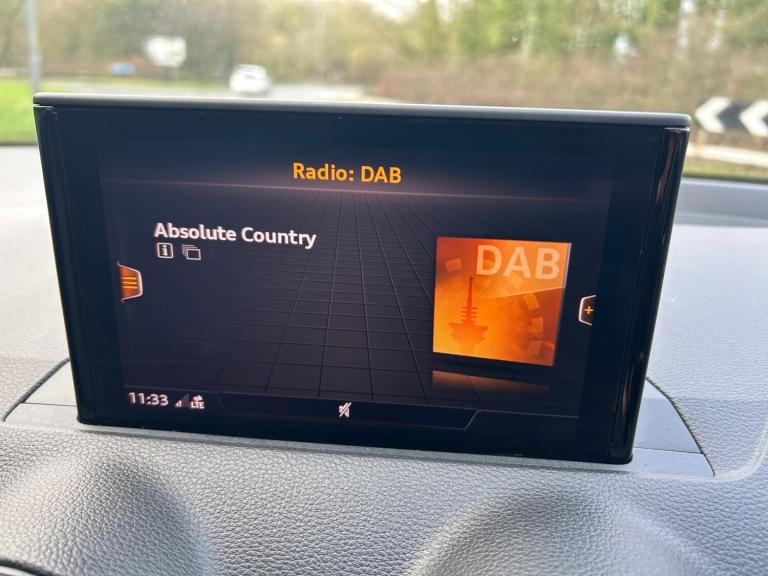 Radio: DAB
Absolute Country
i
DAB
11:33 LTE